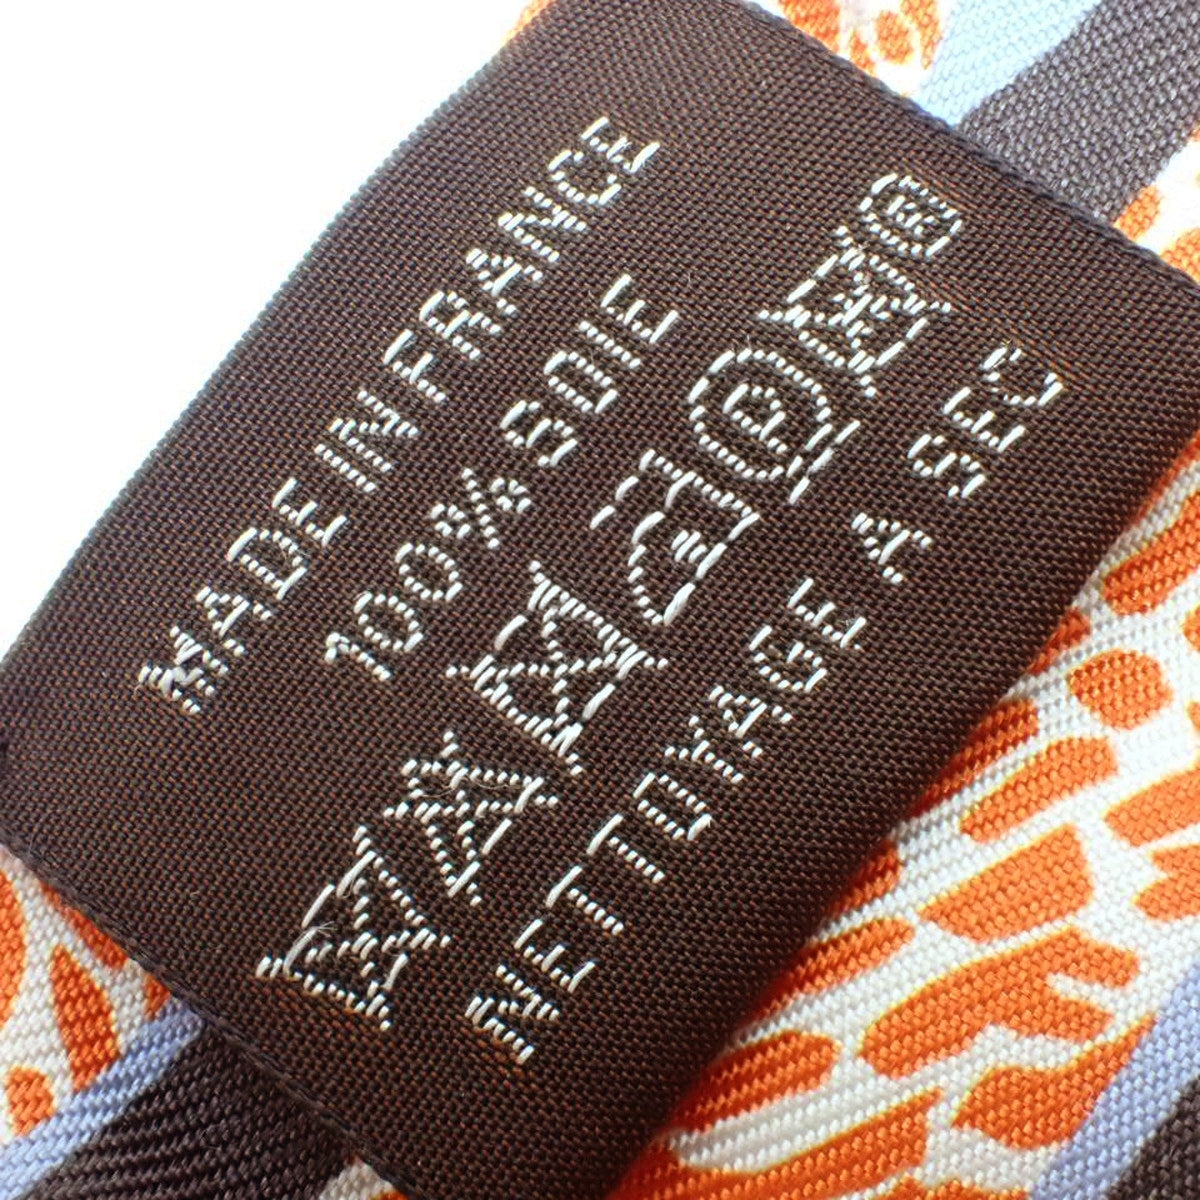 MADE IN FRANCE
100% SOIE
P ®
NETTOYAGE A SEC